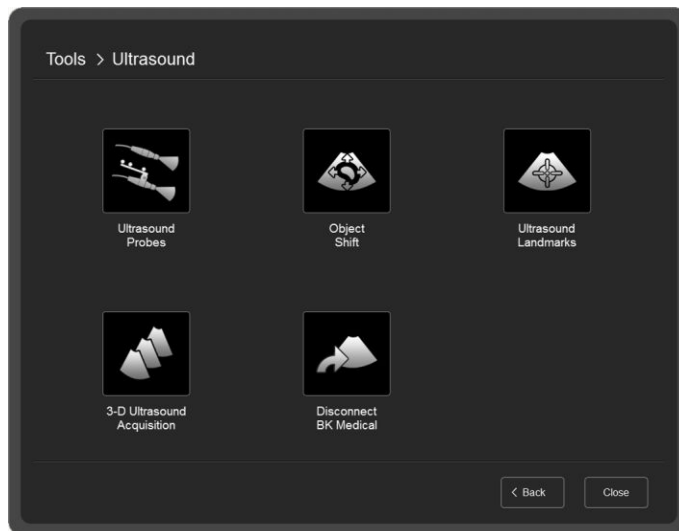 Tools > Ultrasound
Ultrasound
Probes
Object
Shift
Ultrasound
Landmarks
3-D Ultrasound
Acquisition
Disconnect
BK Medical
< Back
Close